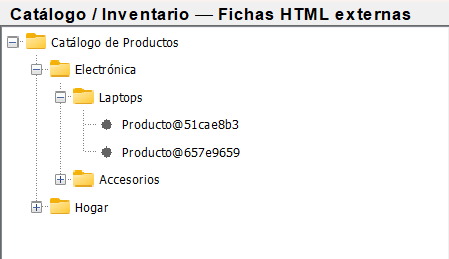 Catálogo / Inventario — Fichas HTML externas
Catálogo de Productos
Electrónica
Laptops
Producto@51cae8b3
Producto@657e9659
Accesorios
Hogar